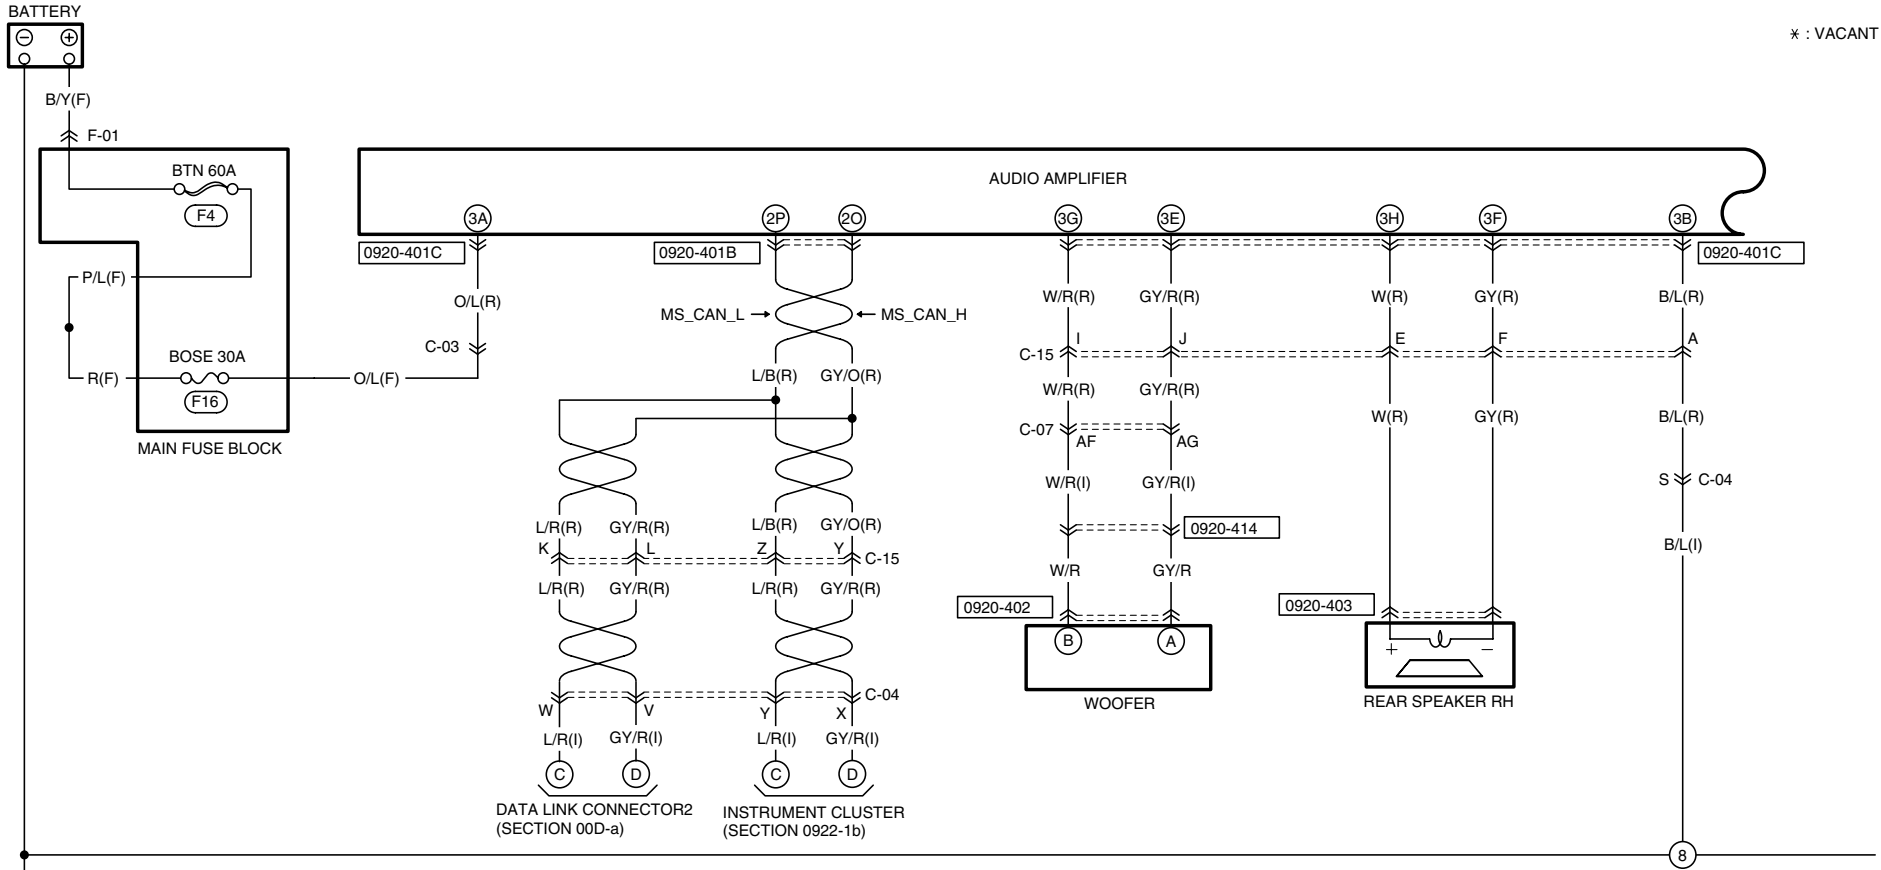 BATTERY
* : VACANT
− +
B/Y(F)
F-01
BTN 60A
F4
AUDIO AMPLIFIER
3A 2P 2O 3G 3E 3H 3F 3B
0920-401C 0920-401B 0920-401C
P/L(F)
O/L(R) W/R(R) GY/R(R) W(R) GY(R) B/L(R)
MS_CAN_L MS_CAN_H
I J E F A
C-03 C-15
BOSE 30A
R(F) O/L(F) L/B(R) GY/O(R) W/R(R) GY/R(R)
F16
W(R) GY(R) B/L(R)
C-07 AF AG
MAIN FUSE BLOCK
W/R(I) GY/R(I) S C-04
L/R(R) GY/R(R) L/B(R) GY/O(R) 0920-414
K L Z Y C-15 B/L(I)
W/R GY/R
L/R(R) GY/R(R) L/R(R) GY/R(R)
0920-402 0920-403
B A + −
C-04
W V Y X WOOFER REAR SPEAKER RH
L/R(I) GY/R(I) L/R(I) GY/R(I)
C D C D
DATA LINK CONNECTOR2 INSTRUMENT CLUSTER
(SECTION 00D-a) (SECTION 0922-1b)
8